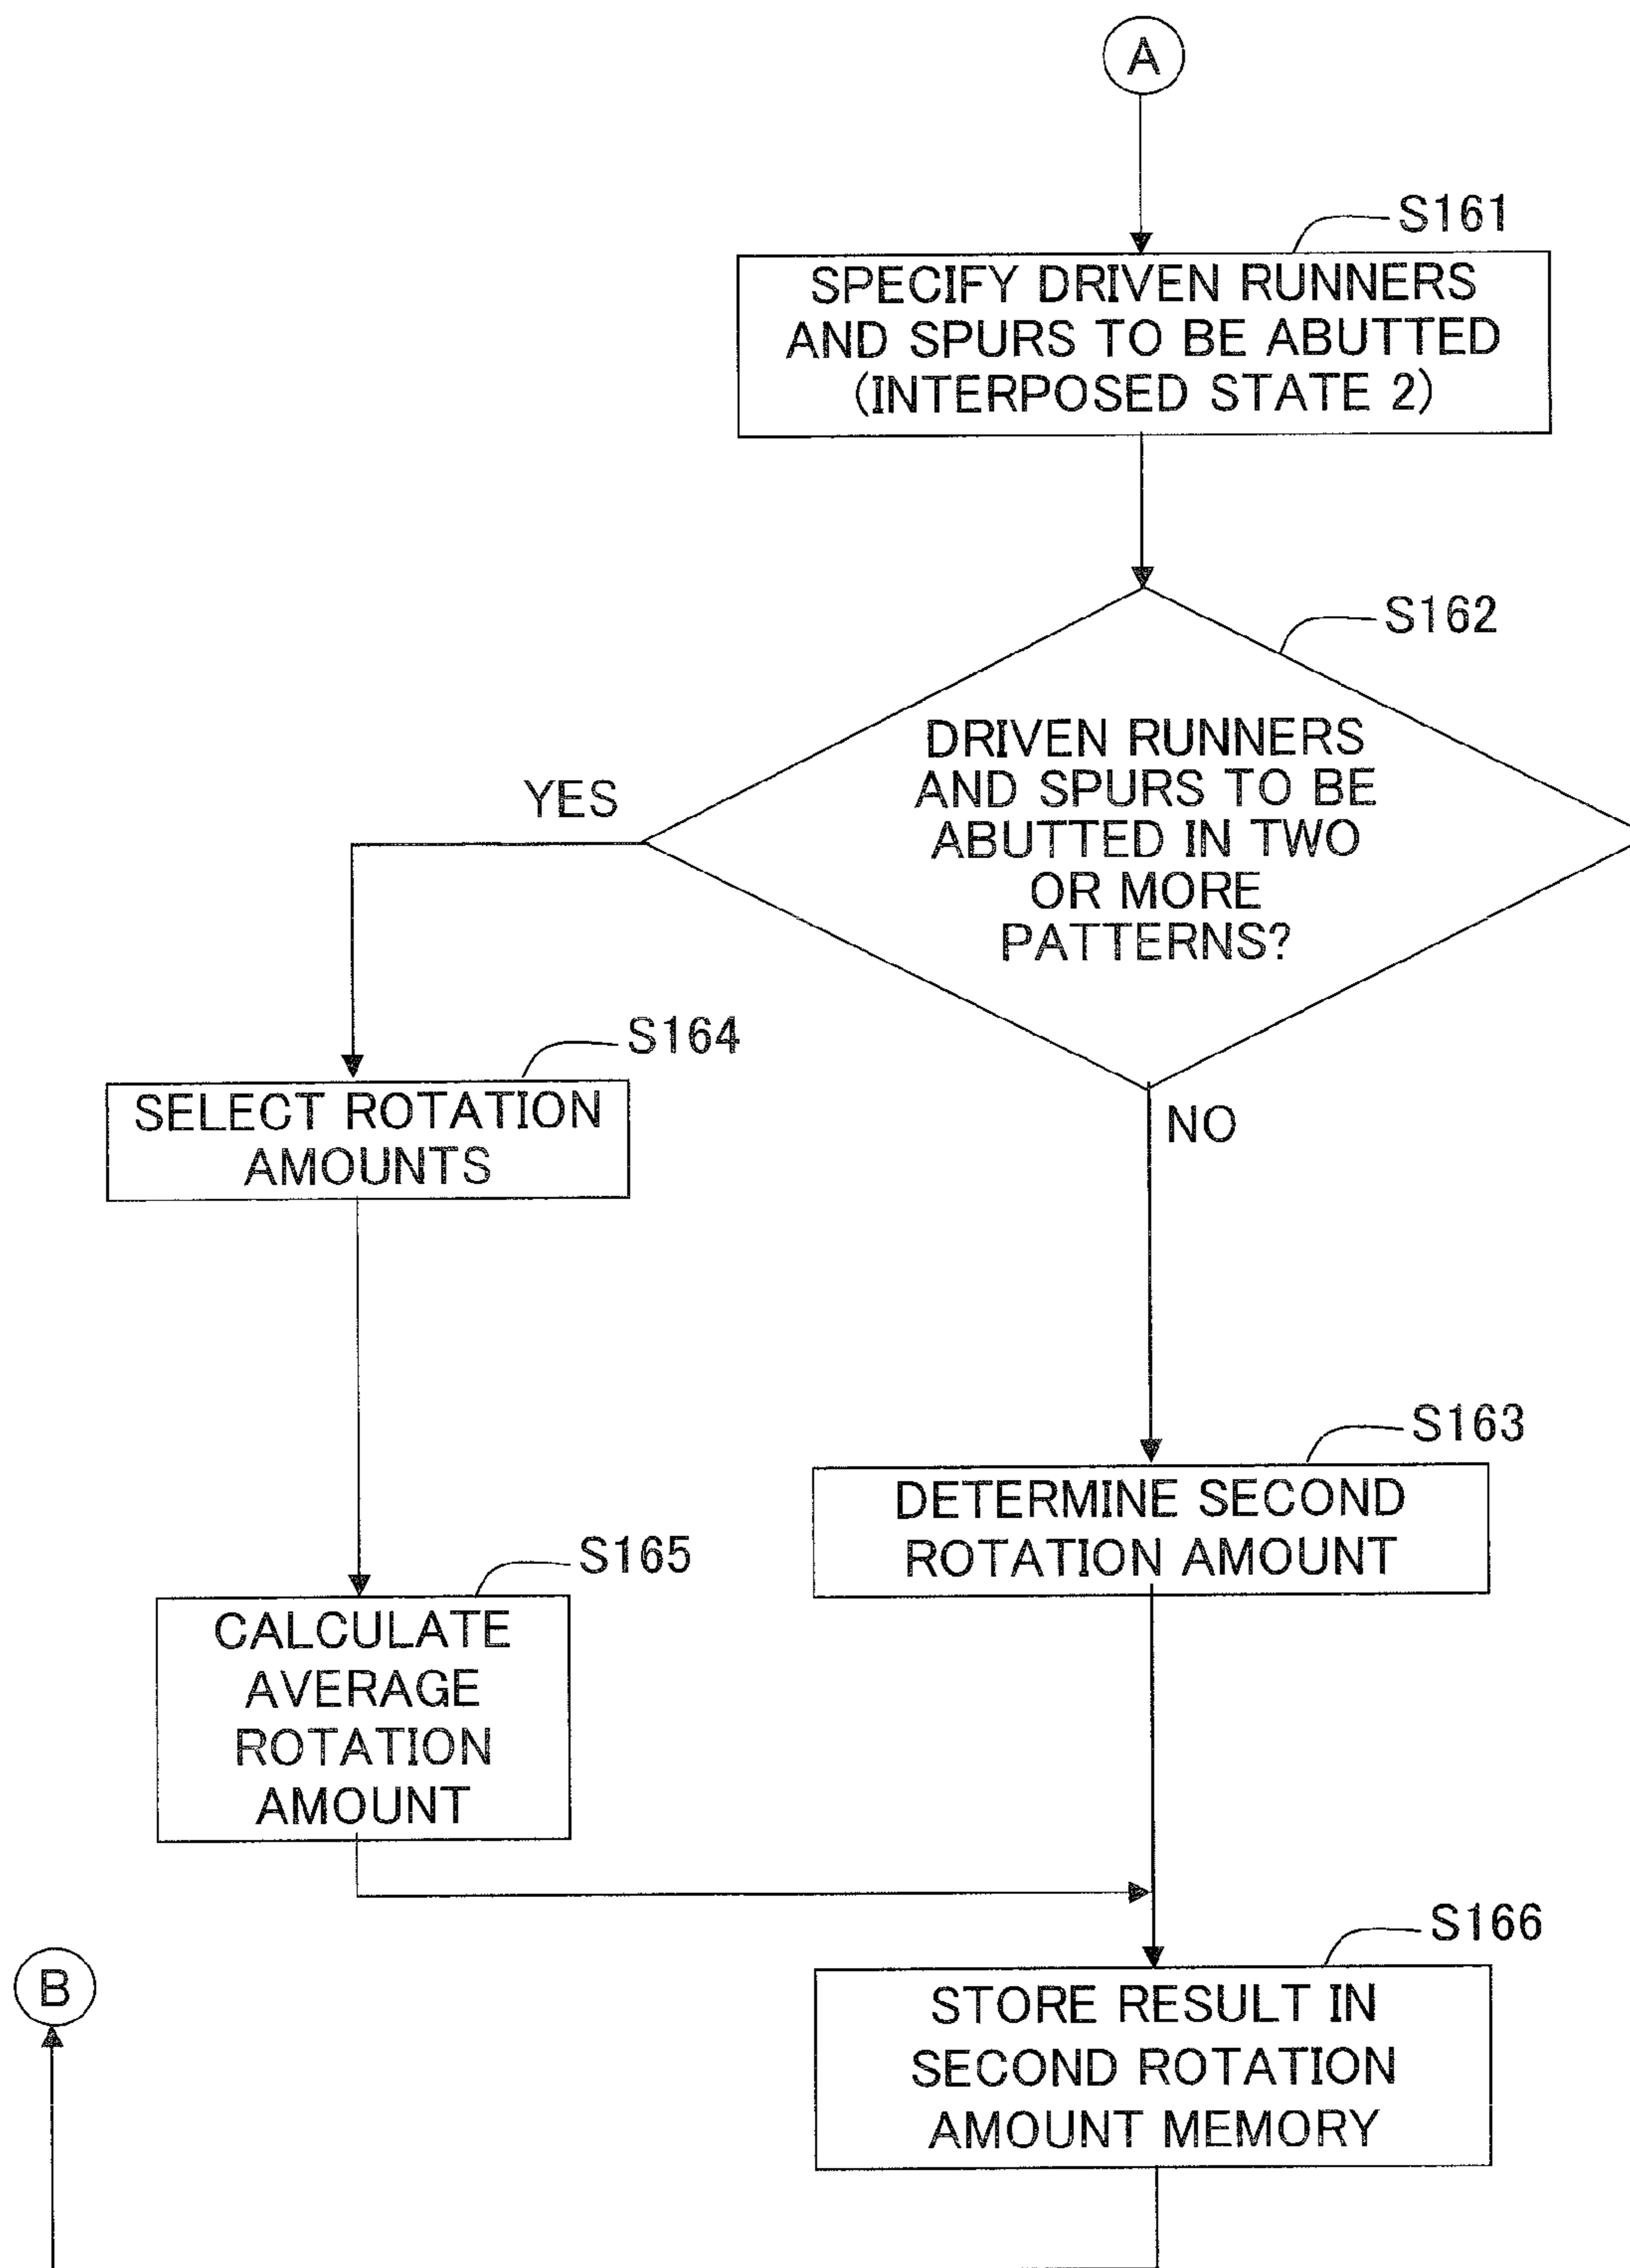 A
S161
SPECIFY DRIVEN RUNNERS
AND SPURS TO BE ABUTTED
(INTERPOSED STATE 2)
S162
DRIVEN RUNNERS
AND SPURS TO BE
ABUTTED IN TWO
OR MORE
PATTERNS?
YES
NO
S164
SELECT ROTATION
AMOUNTS
S163
DETERMINE SECOND
ROTATION AMOUNT
S165
CALCULATE
AVERAGE
ROTATION
AMOUNT
S166
STORE RESULT IN
SECOND ROTATION
AMOUNT MEMORY
B